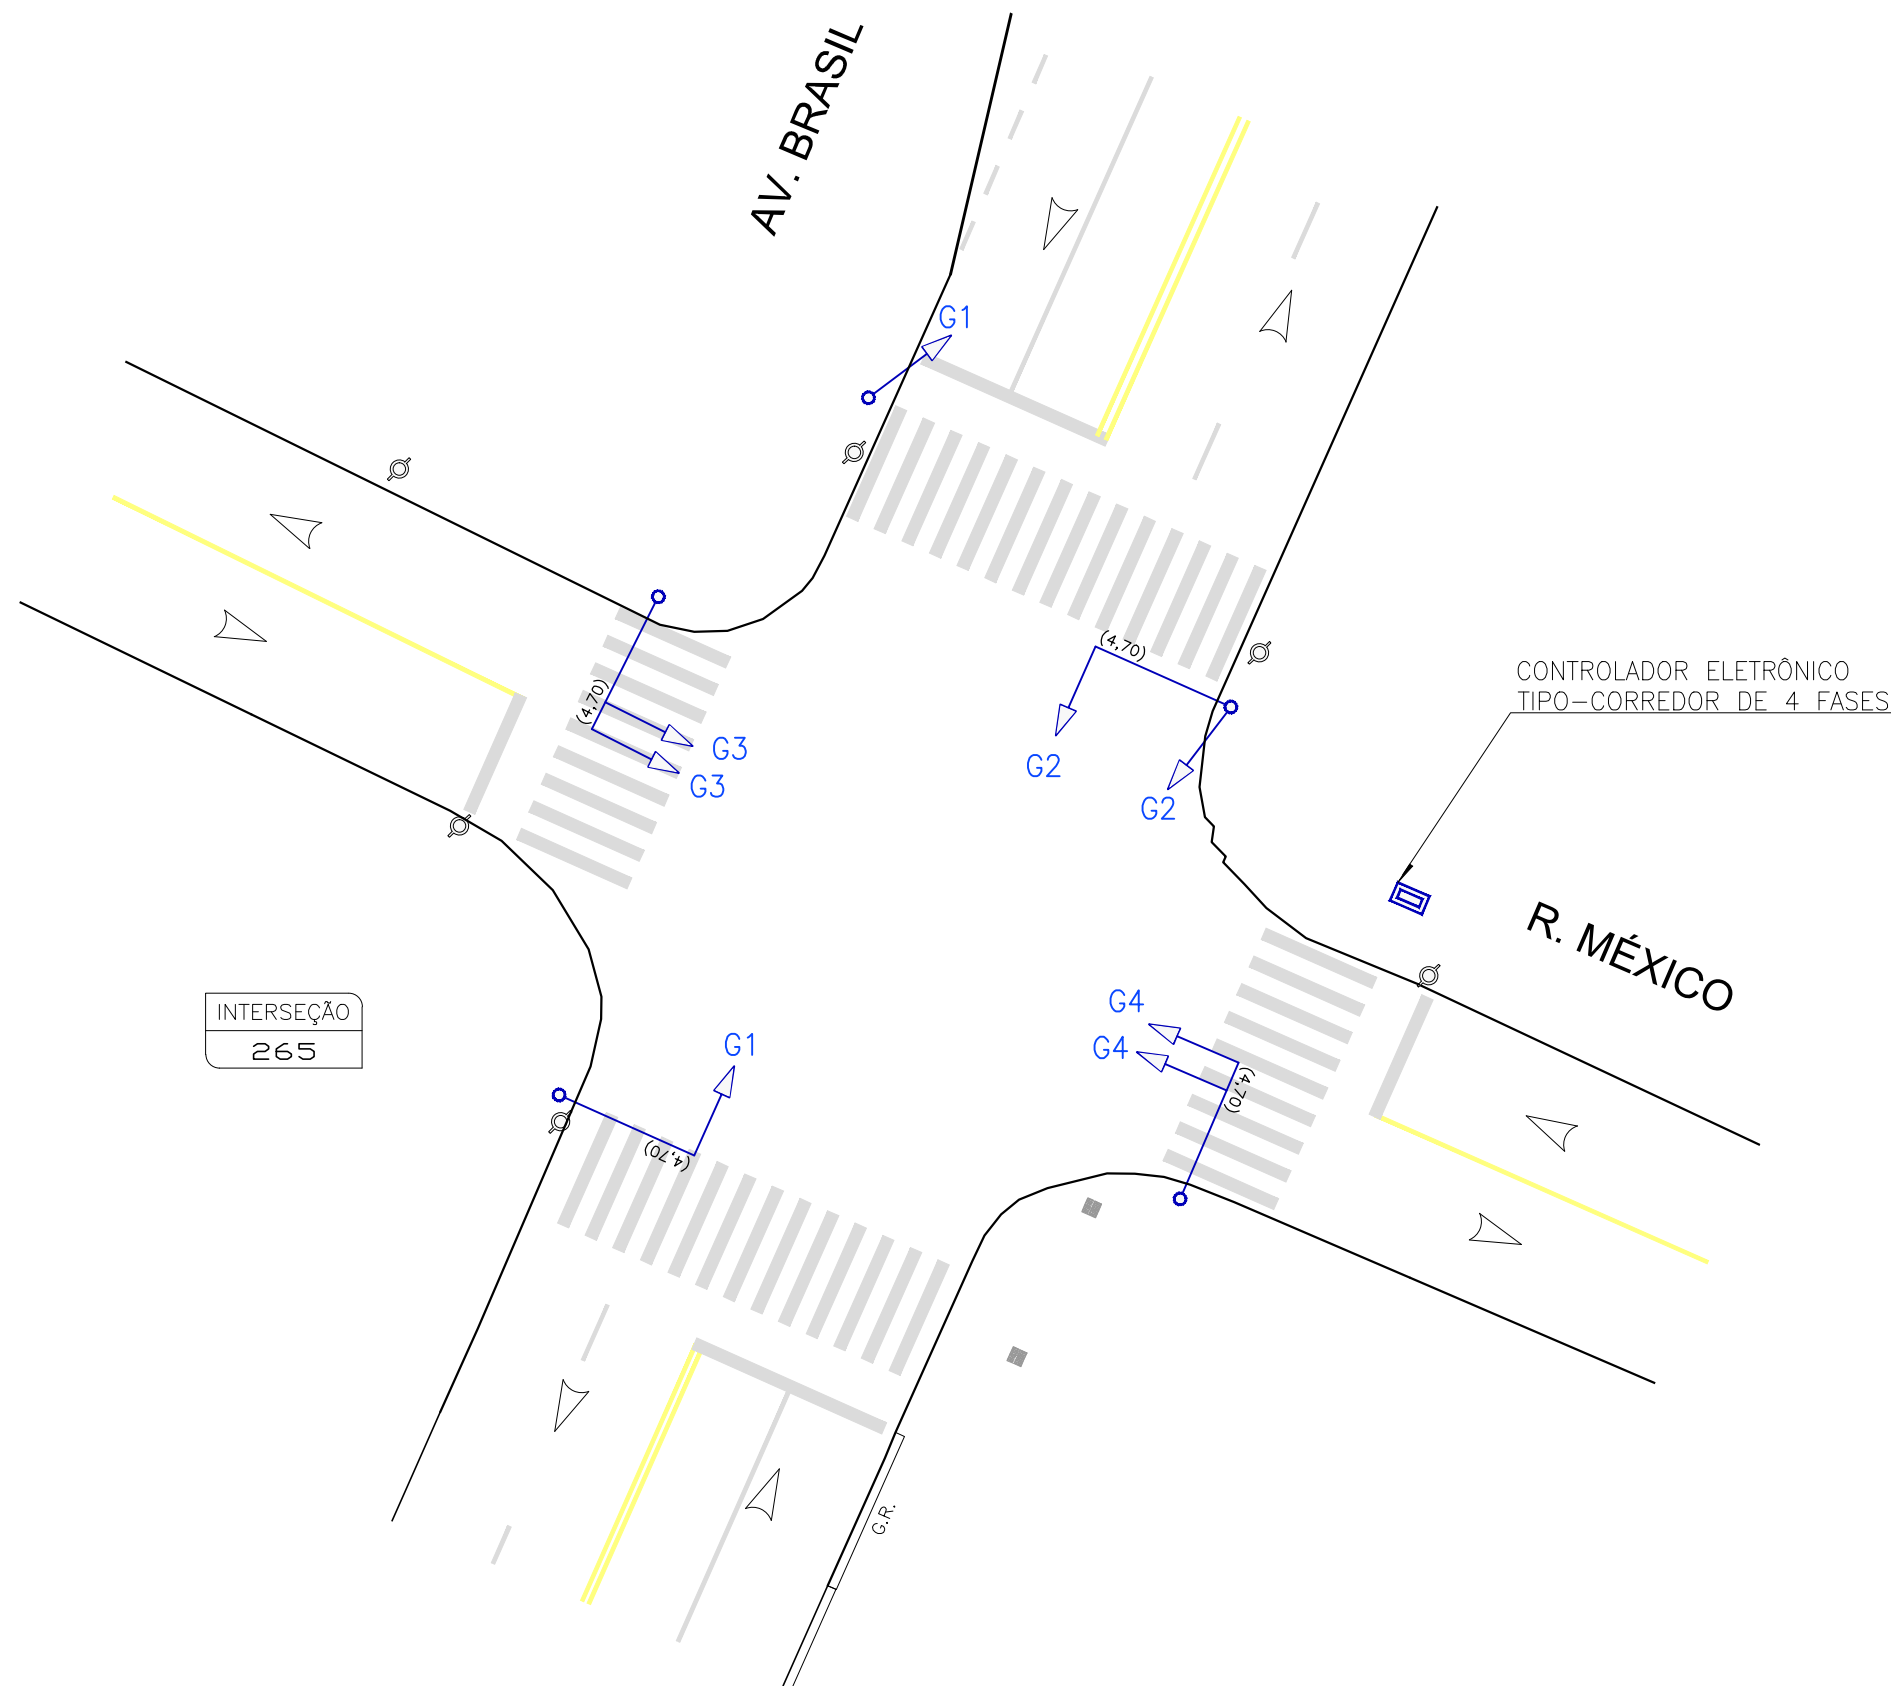 AV. BRASIL
G1
(4,70)
G2
G2
CONTROLADOR ELETRÔNICO
TIPO-CORREDOR DE 4 FASES
(4,70)
G3
G3
R. MÉXICO
INTERSEÇÃO
265
G4
G4
(4,70)
G1
(4,70)
G.R.